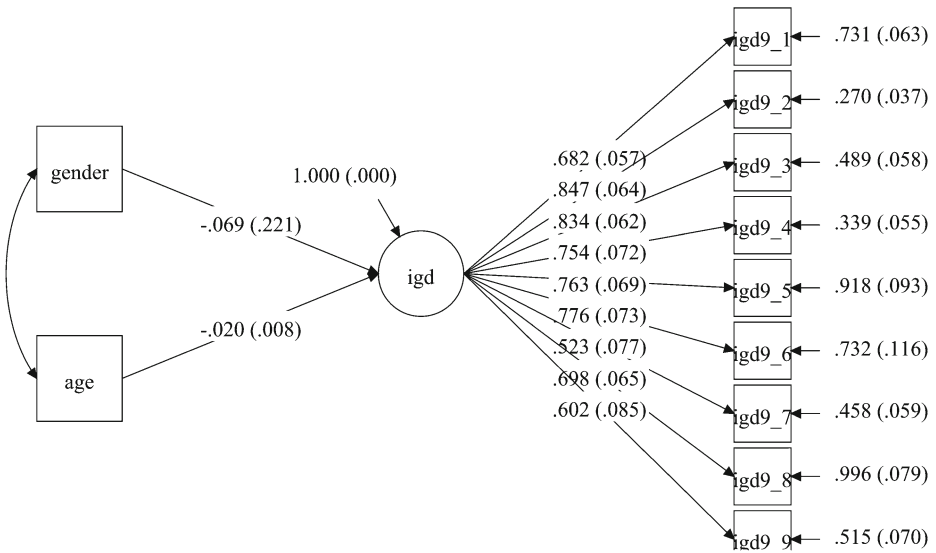 gender
age
-.069 (.221)
-.020 (.008)
1.000 (.000)
igd
.682 (.057)
.847 (.064)
.834 (.062)
.754 (.072)
.763 (.069)
.776 (.073)
.523 (.077)
.698 (.065)
.602 (.085)
igd9_1 .731 (.063)
igd9_2 .270 (.037)
igd9_3 .489 (.058)
igd9_4 .339 (.055)
igd9_5 .918 (.093)
igd9_6 .732 (.116)
igd9_7 .458 (.059)
igd9_8 .996 (.079)
igd9_9 .515 (.070)